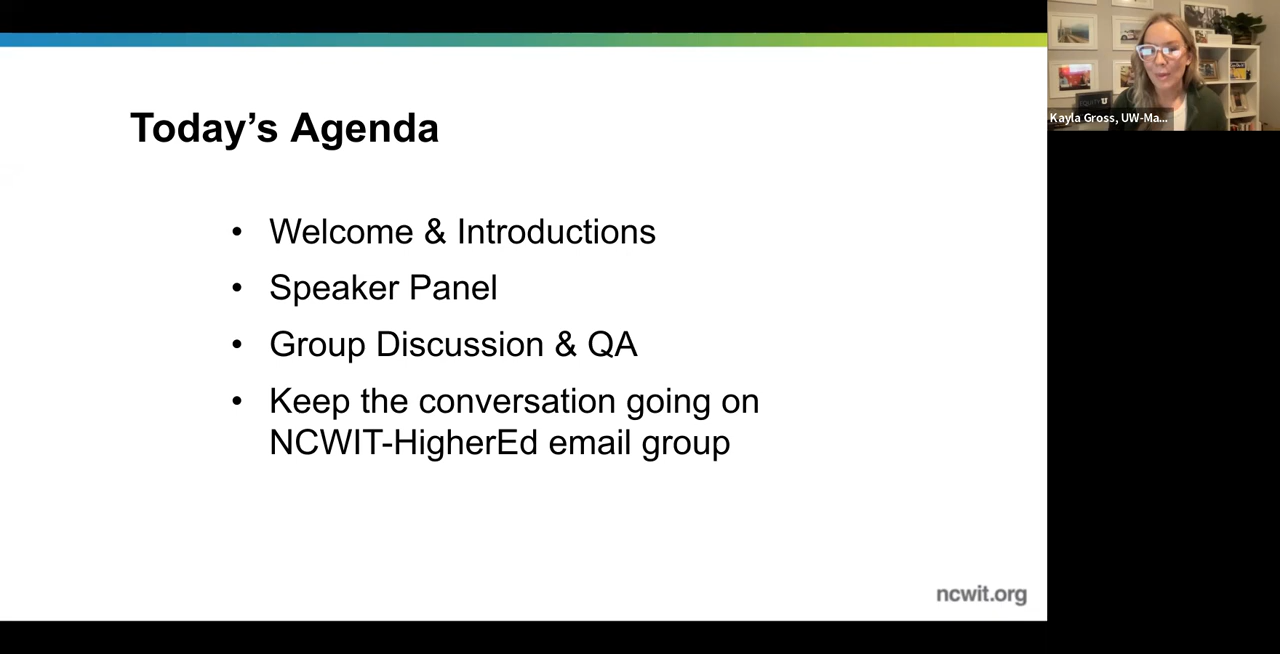 Today's Agenda
• Welcome & Introductions
• Speaker Panel
• Group Discussion & QA
• Keep the conversation going on
NCWIT-HigherEd email group
ncwit.org
Kayla Gross, UW-Ma...